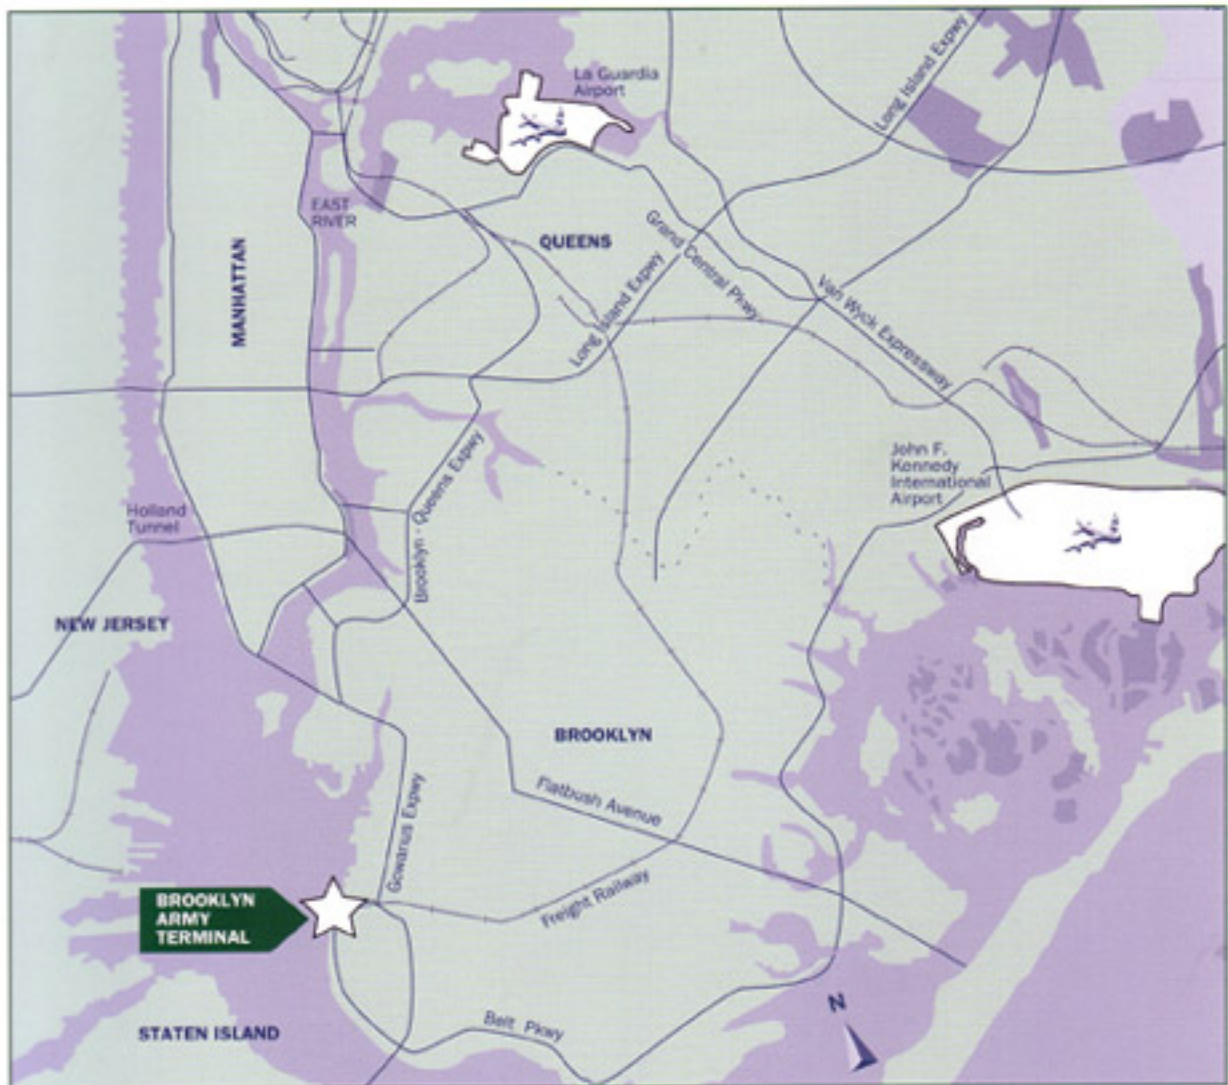 La Guardia
Airport
Long Island Expwy
EAST
RIVER
MANHATTAN
QUEENS
Grand Central Pkwy
Long Island Expwy
Van Wyck Expressway
John F.
Kennedy
International
Airport
Brooklyn - Queens Expwy
Holland
Tunnel
NEW JERSEY
BROOKLYN
Flatbush Avenue
Gowanus Expwy
Freight Railway
BROOKLYN
ARMY
TERMINAL
N
STATEN ISLAND
Belt Pkwy